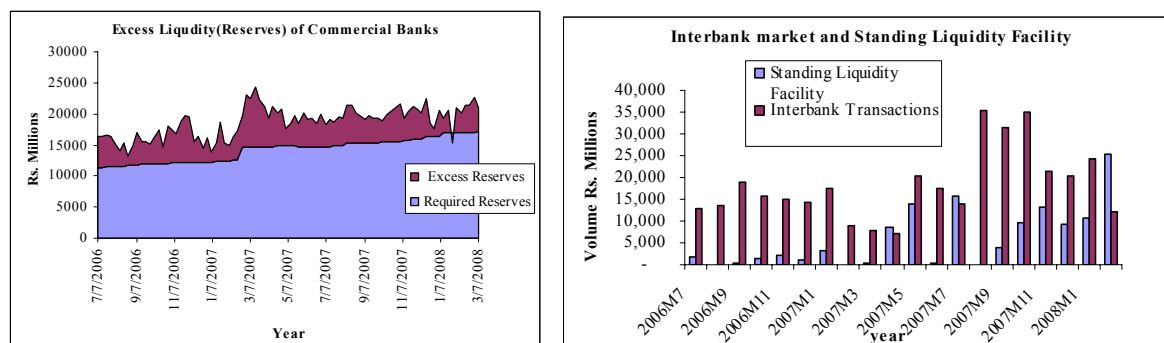 Excess Liqudity(Reserves) of Commercial Banks
Rs. Millions
30000
25000
20000
15000
10000
5000
0
Excess Reserves
Required Reserves
7/7/2006
9/7/2006
11/7/2006
1/7/2007
3/7/2007
5/7/2007
7/7/2007
9/7/2007
11/7/2007
1/7/2008
3/7/2008
Year
Interbank market and Standing Liquidity Facility
Standing Liquidity
Facility
Interbank Transactions
Volume Rs. Millions
40,000
35,000
30,000
25,000
20,000
15,000
10,000
5,000
-
2006M7
2006M9
2006M11
2007M1
2007M3
2007M5
2007M7
2007M9
2007M11
2008M1
year